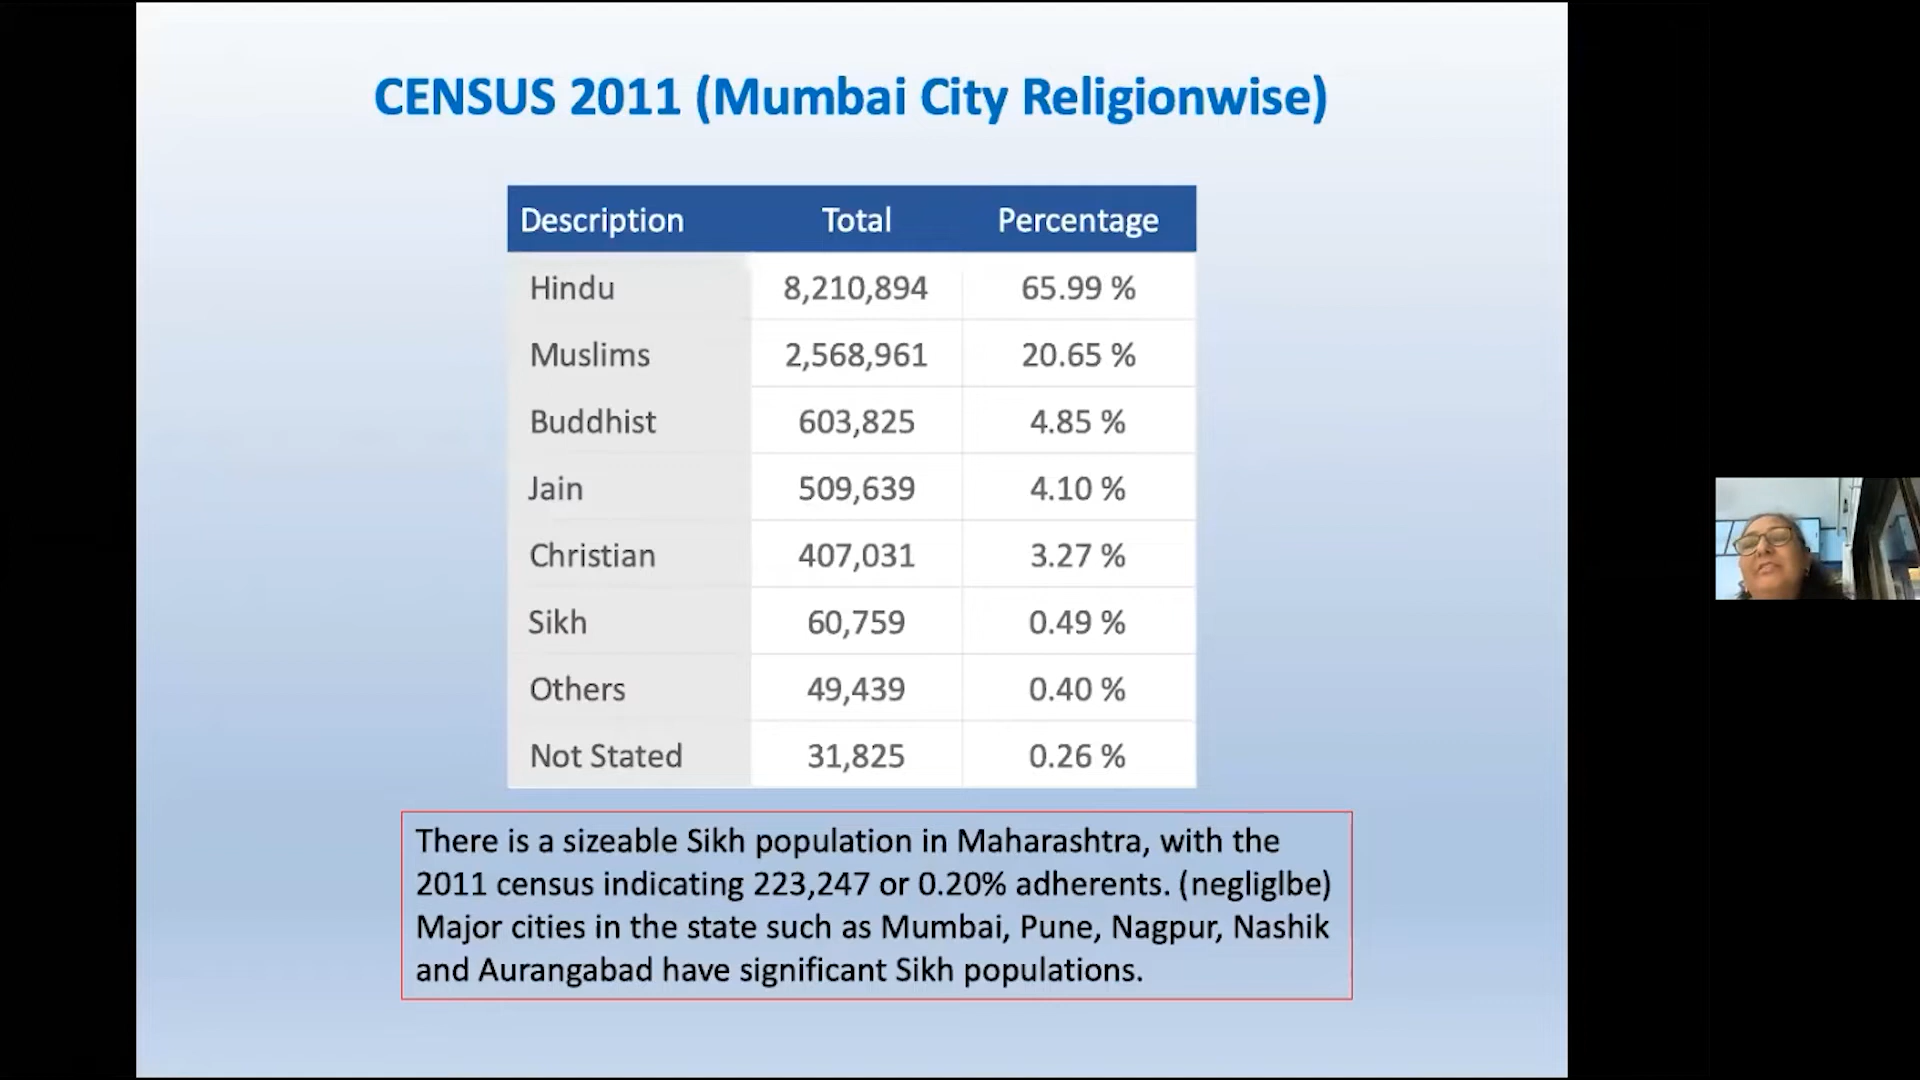 CENSUS 2011 (Mumbai City Religionwise)
Description Total Percentage
Hindu 8,210,894 65.99 %
Muslims 2,568,961 20.65 %
Buddhist 603,825 4.85 %
Jain 509,639 4.10 %
Christian 407,031 3.27 %
Sikh 60,759 0.49 %
Others 49,439 0.40 %
Not Stated 31,825 0.26 %
There is a sizeable Sikh population in Maharashtra, with the
2011 census indicating 223,247 or 0.20% adherents. (negliglbe)
Major cities in the state such as Mumbai, Pune, Nagpur, Nashik
and Aurangabad have significant Sikh populations.